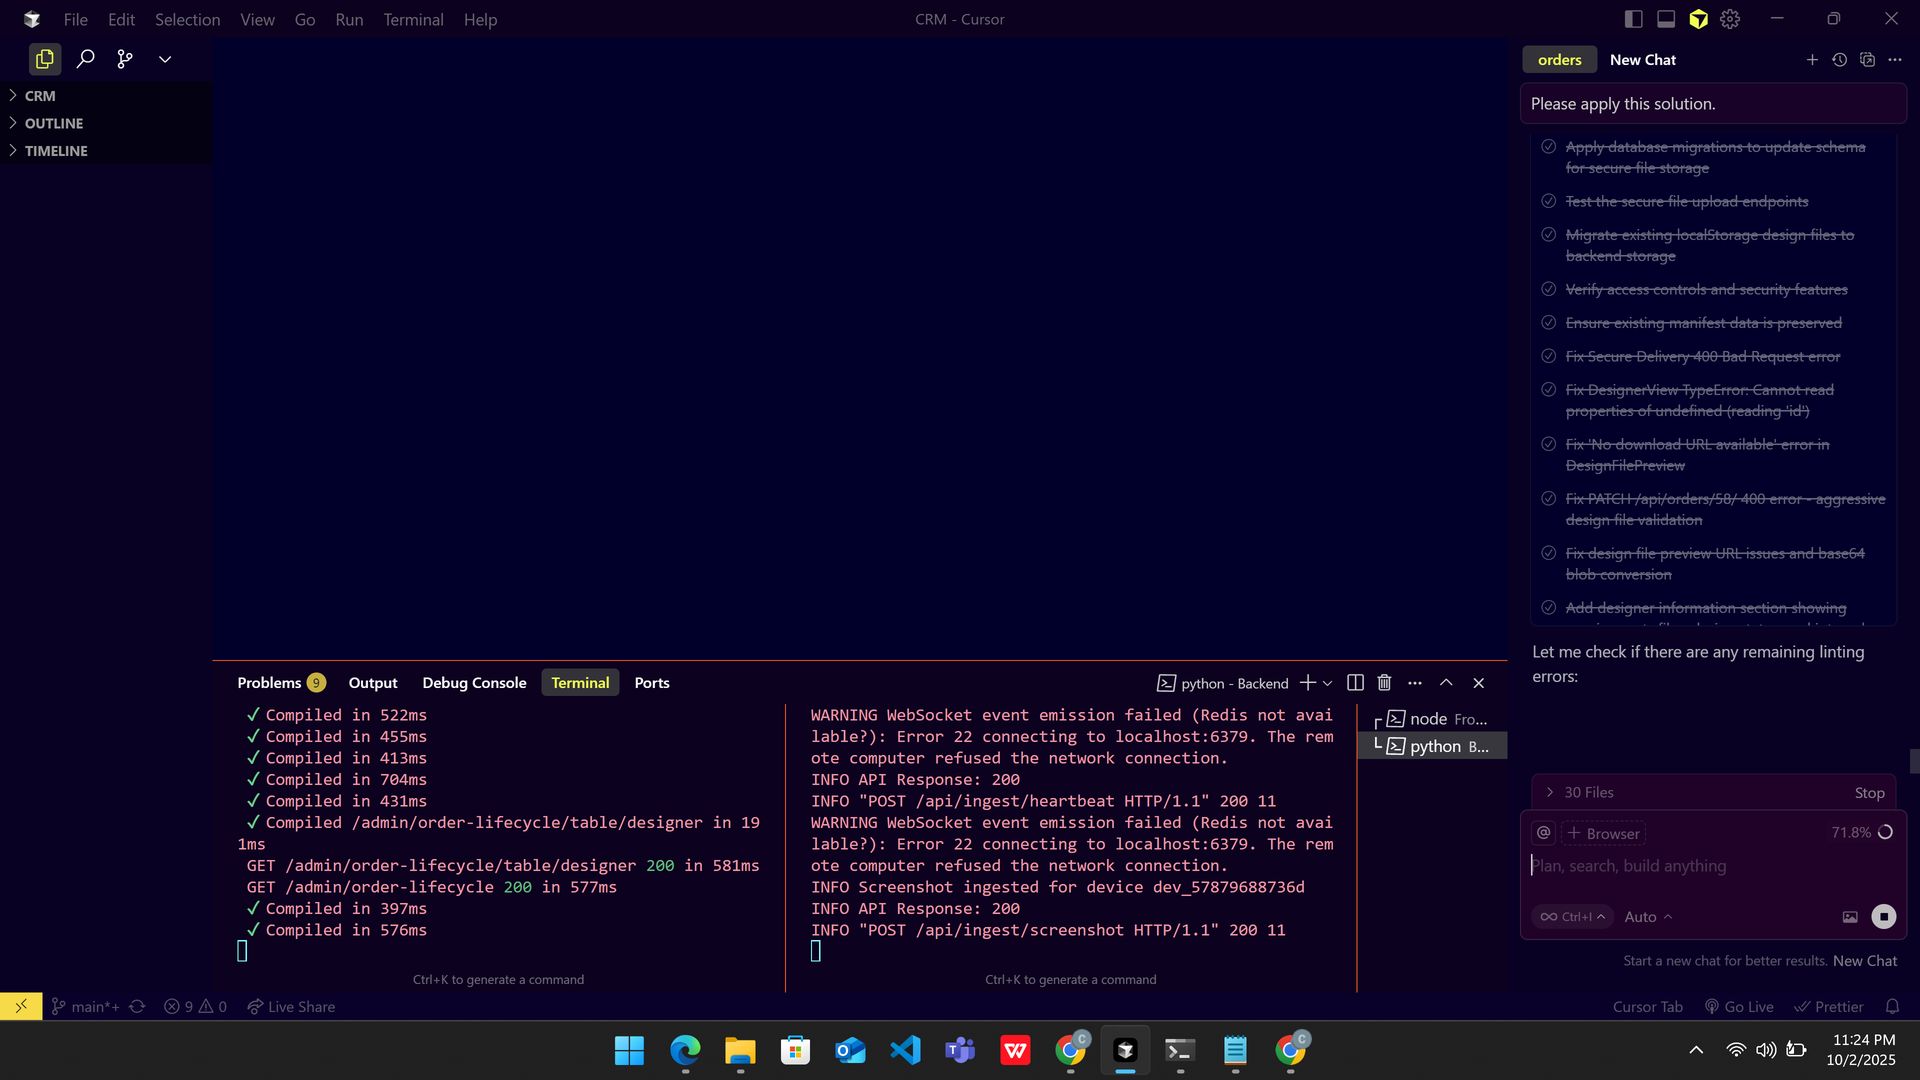 File Edit Selection View Go Run Terminal Help
CRM - Cursor
CRM
OUTLINE
TIMELINE
orders New Chat
Please apply this solution.
Apply database migrations to update schema
for secure file storage
Test the secure file upload endpoints
Migrate existing localStorage design files to
backend storage
Verify access controls and security features
Ensure existing manifest data is preserved
Fix Secure Delivery 400 Bad Request error
Fix DesignerView TypeError: Cannot read
properties of undefined (reading 'id')
Fix 'No download URL available' error in
DesignFilePreview
Fix PATCH /api/orders/58/ 400 error - aggressive
design file validation
Fix design file preview URL issues and base64
blob conversion
Add designer information section showing
Let me check if there are any remaining linting
errors:
30 Files Stop
@ + Browser 71.8%
Plan, search, build anything
Ctrl+I Auto
Start a new chat for better results. New Chat
Problems 9 Output Debug Console Terminal Ports
python - Backend
✓ Compiled in 522ms
✓ Compiled in 455ms
✓ Compiled in 413ms
✓ Compiled in 704ms
✓ Compiled in 431ms
✓ Compiled /admin/order-lifecycle/table/designer in 19
1ms
GET /admin/order-lifecycle/table/designer 200 in 581ms
GET /admin/order-lifecycle 200 in 577ms
✓ Compiled in 397ms
✓ Compiled in 576ms
Ctrl+K to generate a command
WARNING WebSocket event emission failed (Redis not avai
lable?): Error 22 connecting to localhost:6379. The rem
ote computer refused the network connection.
INFO API Response: 200
INFO "POST /api/ingest/heartbeat HTTP/1.1" 200 11
WARNING WebSocket event emission failed (Redis not avai
lable?): Error 22 connecting to localhost:6379. The rem
ote computer refused the network connection.
INFO Screenshot ingested for device dev_57879688736d
INFO API Response: 200
INFO "POST /api/ingest/screenshot HTTP/1.1" 200 11
Ctrl+K to generate a command
node Fro...
python B...
main*+ 9 0 Live Share
Cursor Tab Go Live Prettier
11:24 PM
10/2/2025